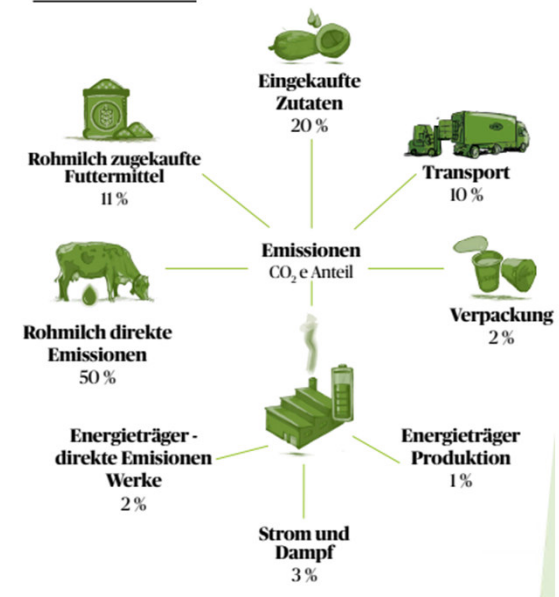 Eingekaufte
Zutaten
20 %
Rohmilch zugekaufte
Futtermittel
11 %
Transport
10 %
Emissionen
CO₂ e Anteil
Rohmilch direkte
Emissionen
50 %
Verpackung
2 %
Energieträger -
direkte Emisionen
Werke
2 %
Energieträger
Produktion
1 %
Strom und
Dampf
3 %